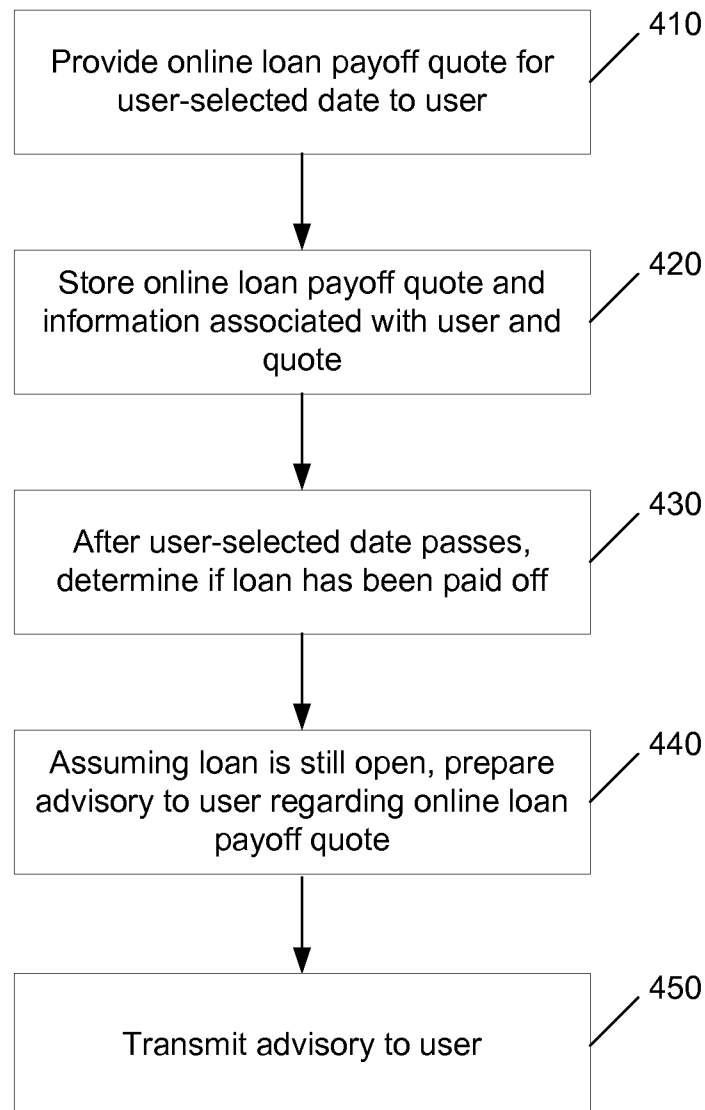 410
Provide online loan payoff quote for
user-selected date to user
420
Store online loan payoff quote and
information associated with user and
quote
430
After user-selected date passes,
determine if loan has been paid off
440
Assuming loan is still open, prepare
advisory to user regarding online loan
payoff quote
450
Transmit advisory to user